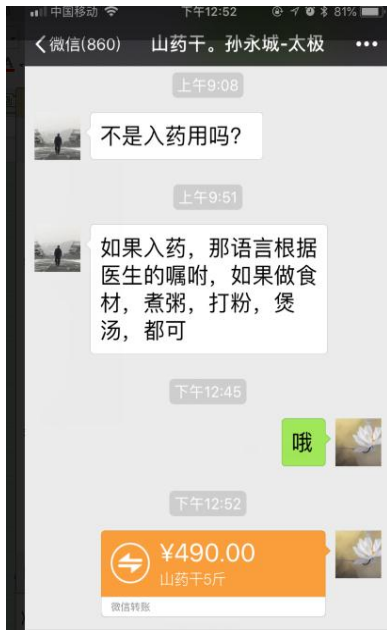 中国移动 下午12:52 81%
微信(860) 山药干。孙永城-太极
上午9:08
不是入药用吗？
上午9:51
如果入药，那语言根据
医生的嘱咐，如果做食
材，煮粥，打粉，煲
汤，都可
下午12:45
哦
下午12:52
¥490.00
山药干5斤
微信转账